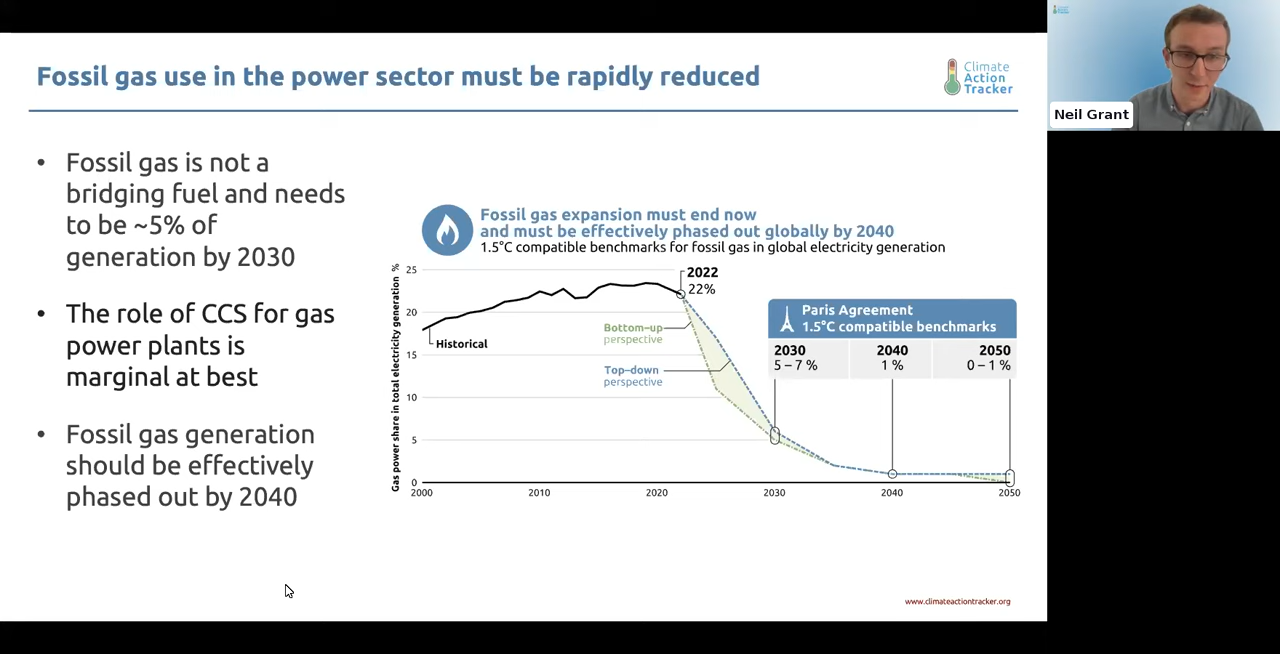 Fossil gas use in the power sector must be rapidly reduced
Climate
Action
Tracker
Neil Grant
• Fossil gas is not a
bridging fuel and needs
to be ~5% of
generation by 2030
• The role of CCS for gas
power plants is
marginal at best
• Fossil gas generation
should be effectively
phased out by 2040
Fossil gas expansion must end now
and must be effectively phased out globally by 2040
1.5°C compatible benchmarks for fossil gas in global electricity generation
Gas power share in total electricity generation %
25
20
15
10
5
0
2000
2010
2020
2030
2040
2050
Historical
2022
22%
Bottom-up
perspective
Top-down
perspective
Paris Agreement
1.5°C compatible benchmarks
2030 2040 2050
5 – 7 % 1 % 0 – 1 %
www.climateactiontracker.org